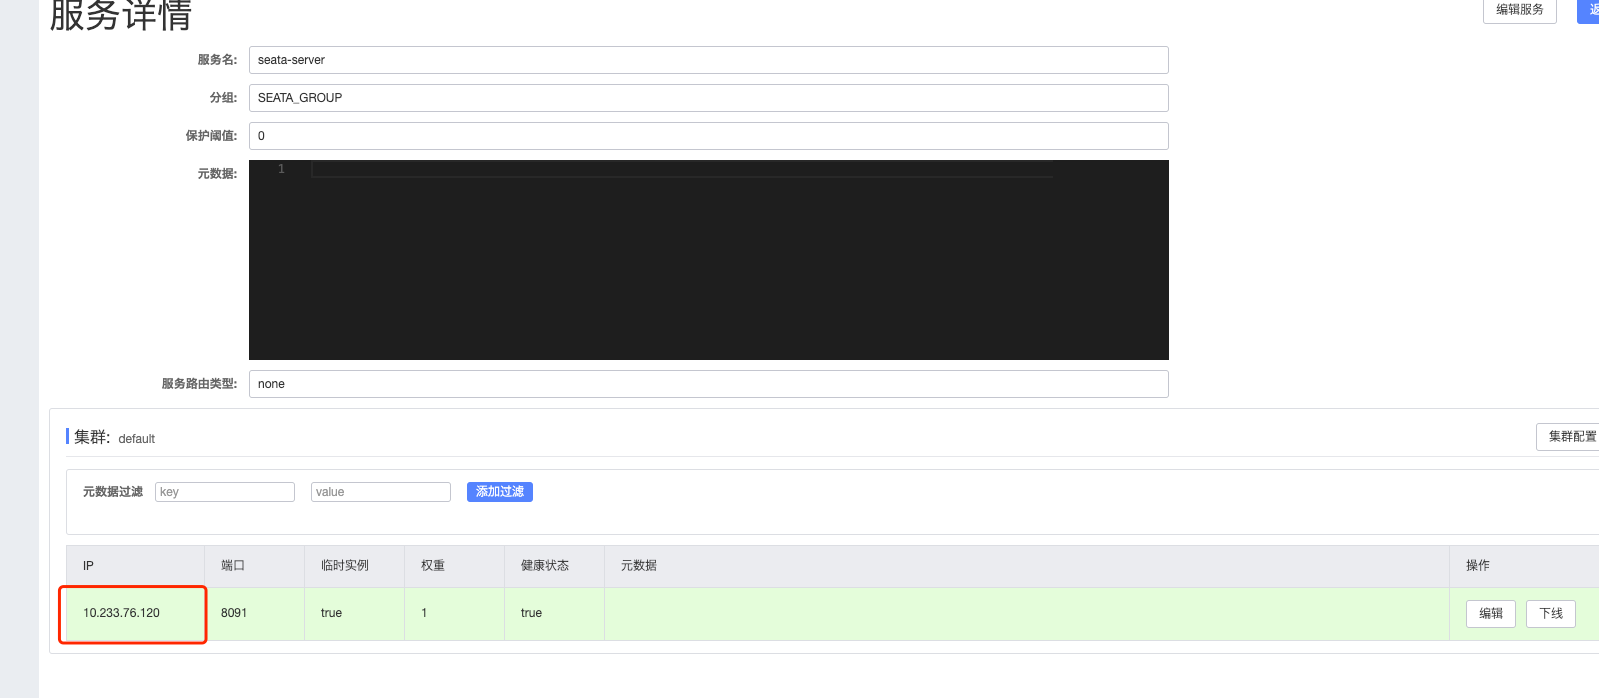 服务详情
编辑服务
服务名: seata-server
分组: SEATA_GROUP
保护阈值: 0
元数据: 1
服务路由类型: none
集群: default
集群配置
元数据过滤 key value 添加过滤
IP 端口 临时实例 权重 健康状态 元数据 操作
10.233.76.120 8091 true 1 true 编辑 下线